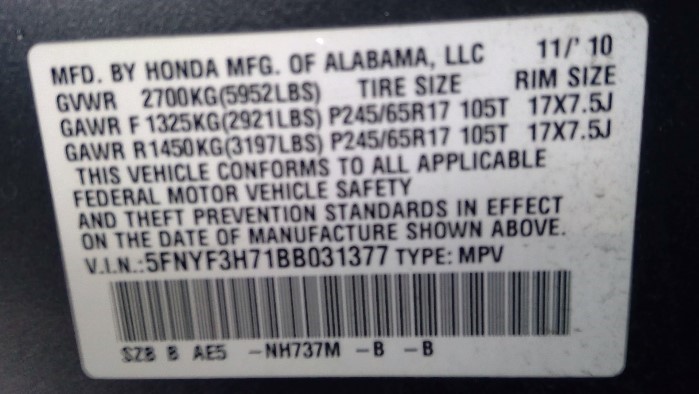 MFD. BY HONDA MFG. OF ALABAMA, LLC 11/' 10
GVWR 2700KG(5952LBS) TIRE SIZE RIM SIZE
GAWR F 1325KG(2921LBS) P245/65R17 105T 17X7.5J
GAWR R1450KG(3197LBS) P245/65R17 105T 17X7.5J
THIS VEHICLE CONFORMS TO ALL APPLICABLE
FEDERAL MOTOR VEHICLE SAFETY
AND THEFT PREVENTION STANDARDS IN EFFECT
ON THE DATE OF MANUFACTURE SHOWN ABOVE.
V.I.N.:5FNYF3H71BB031377 TYPE: MPV
SZB B AE5 -NH737M -B -B